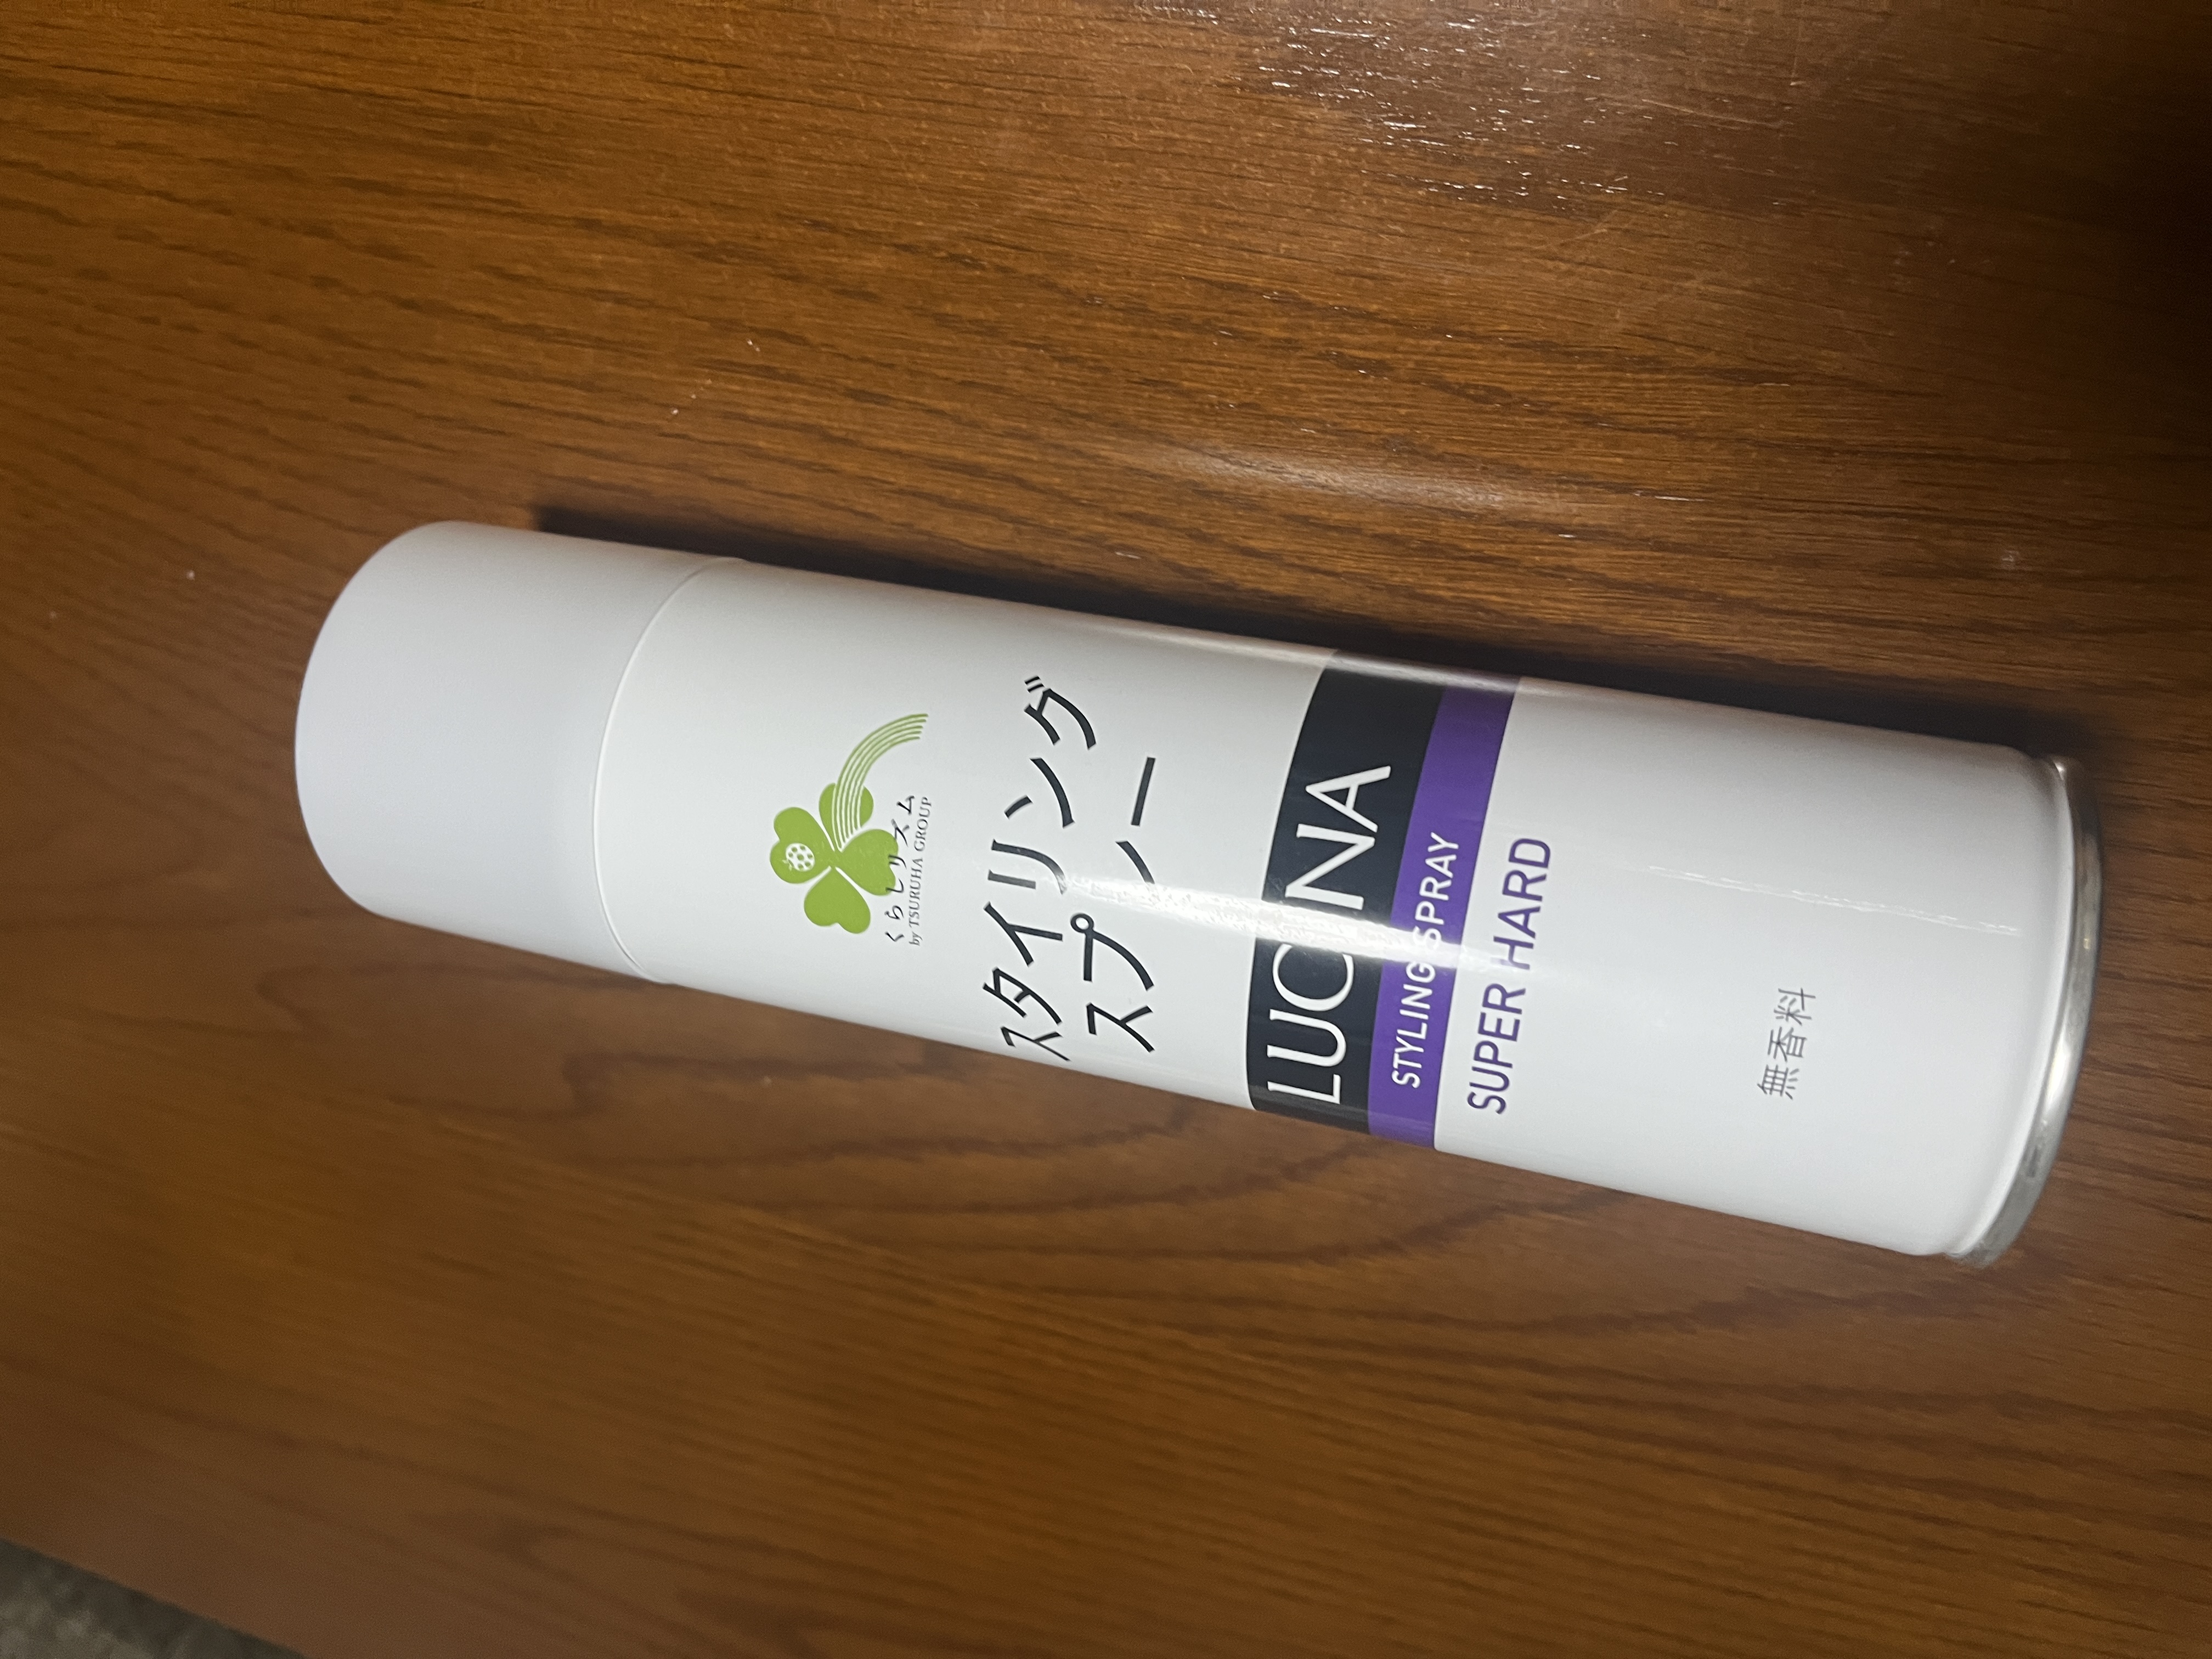 くらしリズム
by TSURUHA GROUP
スタイリング
スプレー
LUCINA
STYLING SPRAY
SUPER HARD
無香料